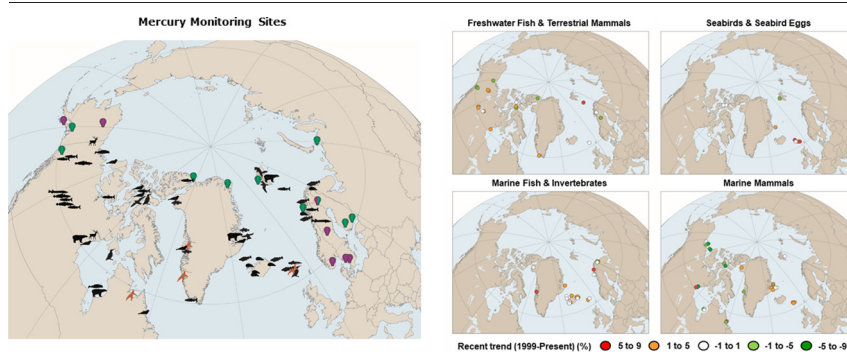 Mercury Monitoring Sites
Freshwater Fish & Terrestrial Mammals
Seabirds & Seabird Eggs
Marine Fish & Invertebrates
Marine Mammals
Recent trend (1999-Present) (%) 5 to 9 1 to 5 -1 to 1 -1 to -5 -5 to -9